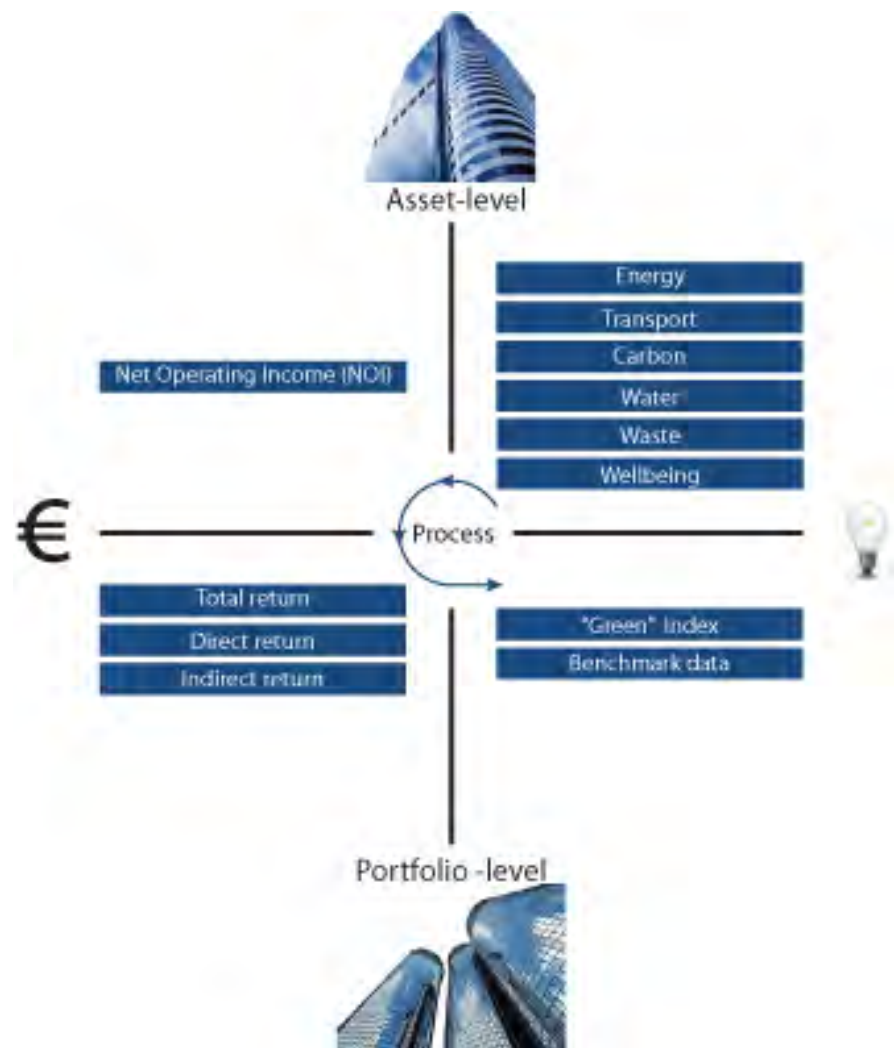 Asset-level
Energy
Transport
Net Operating Income (NOI)
Carbon
Water
Waste
Wellbeing
€
Process
Total return
Direct return
Indirect return
"Green" Index
Benchmark data
Portfolio -level